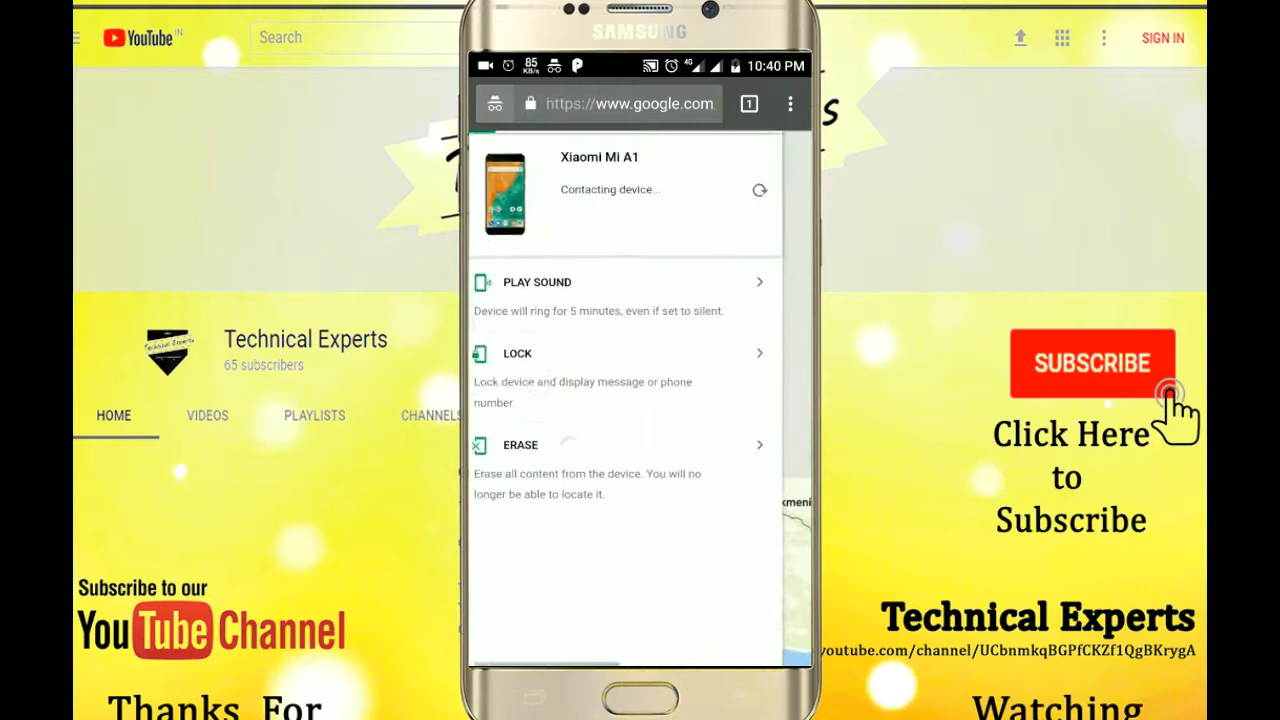 SAMSUNG
YouTube IN
Search
SIGN IN
85 KB/s
4G
10:40 PM
https://www.google.com
1
s
Xiaomi Mi A1
Contacting device...
PLAY SOUND
Device will ring for 5 minutes, even if set to silent.
LOCK
Lock device and display message or phone
number.
ERASE
Erase all content from the device. You will no
longer be able to locate it.
kmeni
Technical Experts
65 subscribers
HOME
VIDEOS
PLAYLISTS
CHANNELS
Technical Experts
SUBSCRIBE
Click Here
to
Subscribe
Subscribe to our
YouTube Channel
Thanks For
Technical Experts
youtube.com/channel/UCbnmkqBGPfCKZf1QgBKrygA
Watching